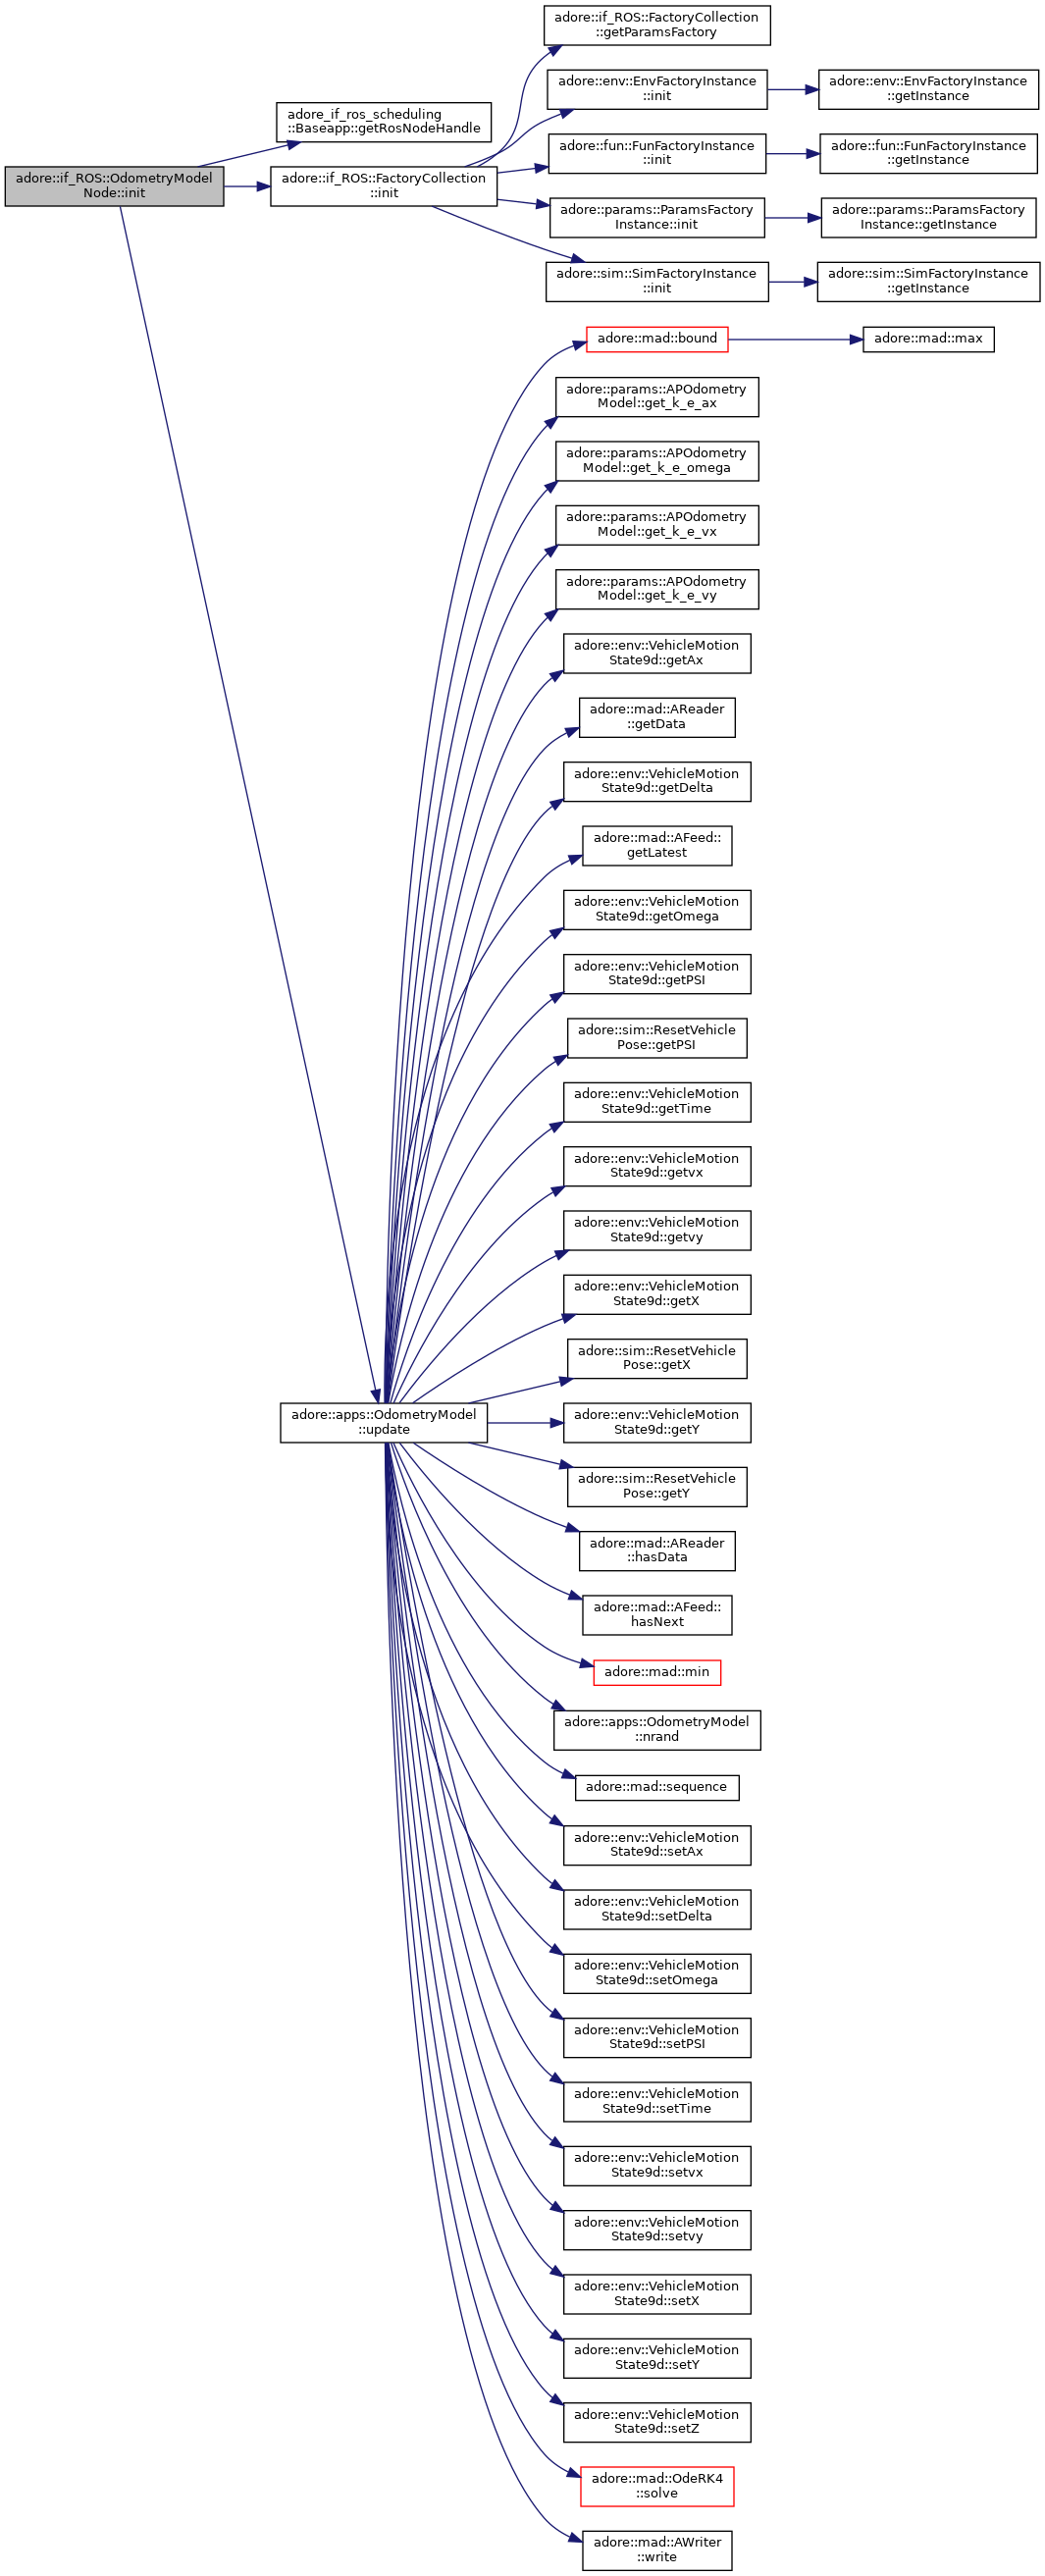 adore::if_ROS::FactoryCollection
::getParamsFactory
adore::env::EnvFactoryInstance
::init
adore::env::EnvFactoryInstance
::getInstance
adore_if_ros_scheduling
::Baseapp::getRosNodeHandle
adore::fun::FunFactoryInstance
::init
adore::fun::FunFactoryInstance
::getInstance
adore::if_ROS::OdometryModel
Node::init
adore::if_ROS::FactoryCollection
::init
adore::params::ParamsFactory
Instance::init
adore::params::ParamsFactory
Instance::getInstance
adore::sim::SimFactoryInstance
::init
adore::sim::SimFactoryInstance
::getInstance
adore::mad::bound
adore::mad::max
adore::params::APOdometry
Model::get_k_e_ax
adore::params::APOdometry
Model::get_k_e_omega
adore::params::APOdometry
Model::get_k_e_vx
adore::params::APOdometry
Model::get_k_e_vy
adore::env::VehicleMotion
State9d::getAx
adore::mad::AReader
::getData
adore::env::VehicleMotion
State9d::getDelta
adore::mad::AFeed::
getLatest
adore::env::VehicleMotion
State9d::getOmega
adore::env::VehicleMotion
State9d::getPSI
adore::sim::ResetVehicle
Pose::getPSI
adore::env::VehicleMotion
State9d::getTime
adore::env::VehicleMotion
State9d::getvx
adore::env::VehicleMotion
State9d::getvy
adore::env::VehicleMotion
State9d::getX
adore::sim::ResetVehicle
Pose::getX
adore::apps::OdometryModel
::update
adore::env::VehicleMotion
State9d::getY
adore::sim::ResetVehicle
Pose::getY
adore::mad::AReader
::hasData
adore::mad::AFeed::
hasNext
adore::mad::min
adore::apps::OdometryModel
::nrand
adore::mad::sequence
adore::env::VehicleMotion
State9d::setAx
adore::env::VehicleMotion
State9d::setDelta
adore::env::VehicleMotion
State9d::setOmega
adore::env::VehicleMotion
State9d::setPSI
adore::env::VehicleMotion
State9d::setTime
adore::env::VehicleMotion
State9d::setvx
adore::env::VehicleMotion
State9d::setvy
adore::env::VehicleMotion
State9d::setX
adore::env::VehicleMotion
State9d::setY
adore::env::VehicleMotion
State9d::setZ
adore::mad::OdeRK4
::solve
adore::mad::AWriter
::write